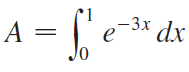 A = ∫₀¹ e⁻³ˣ dx